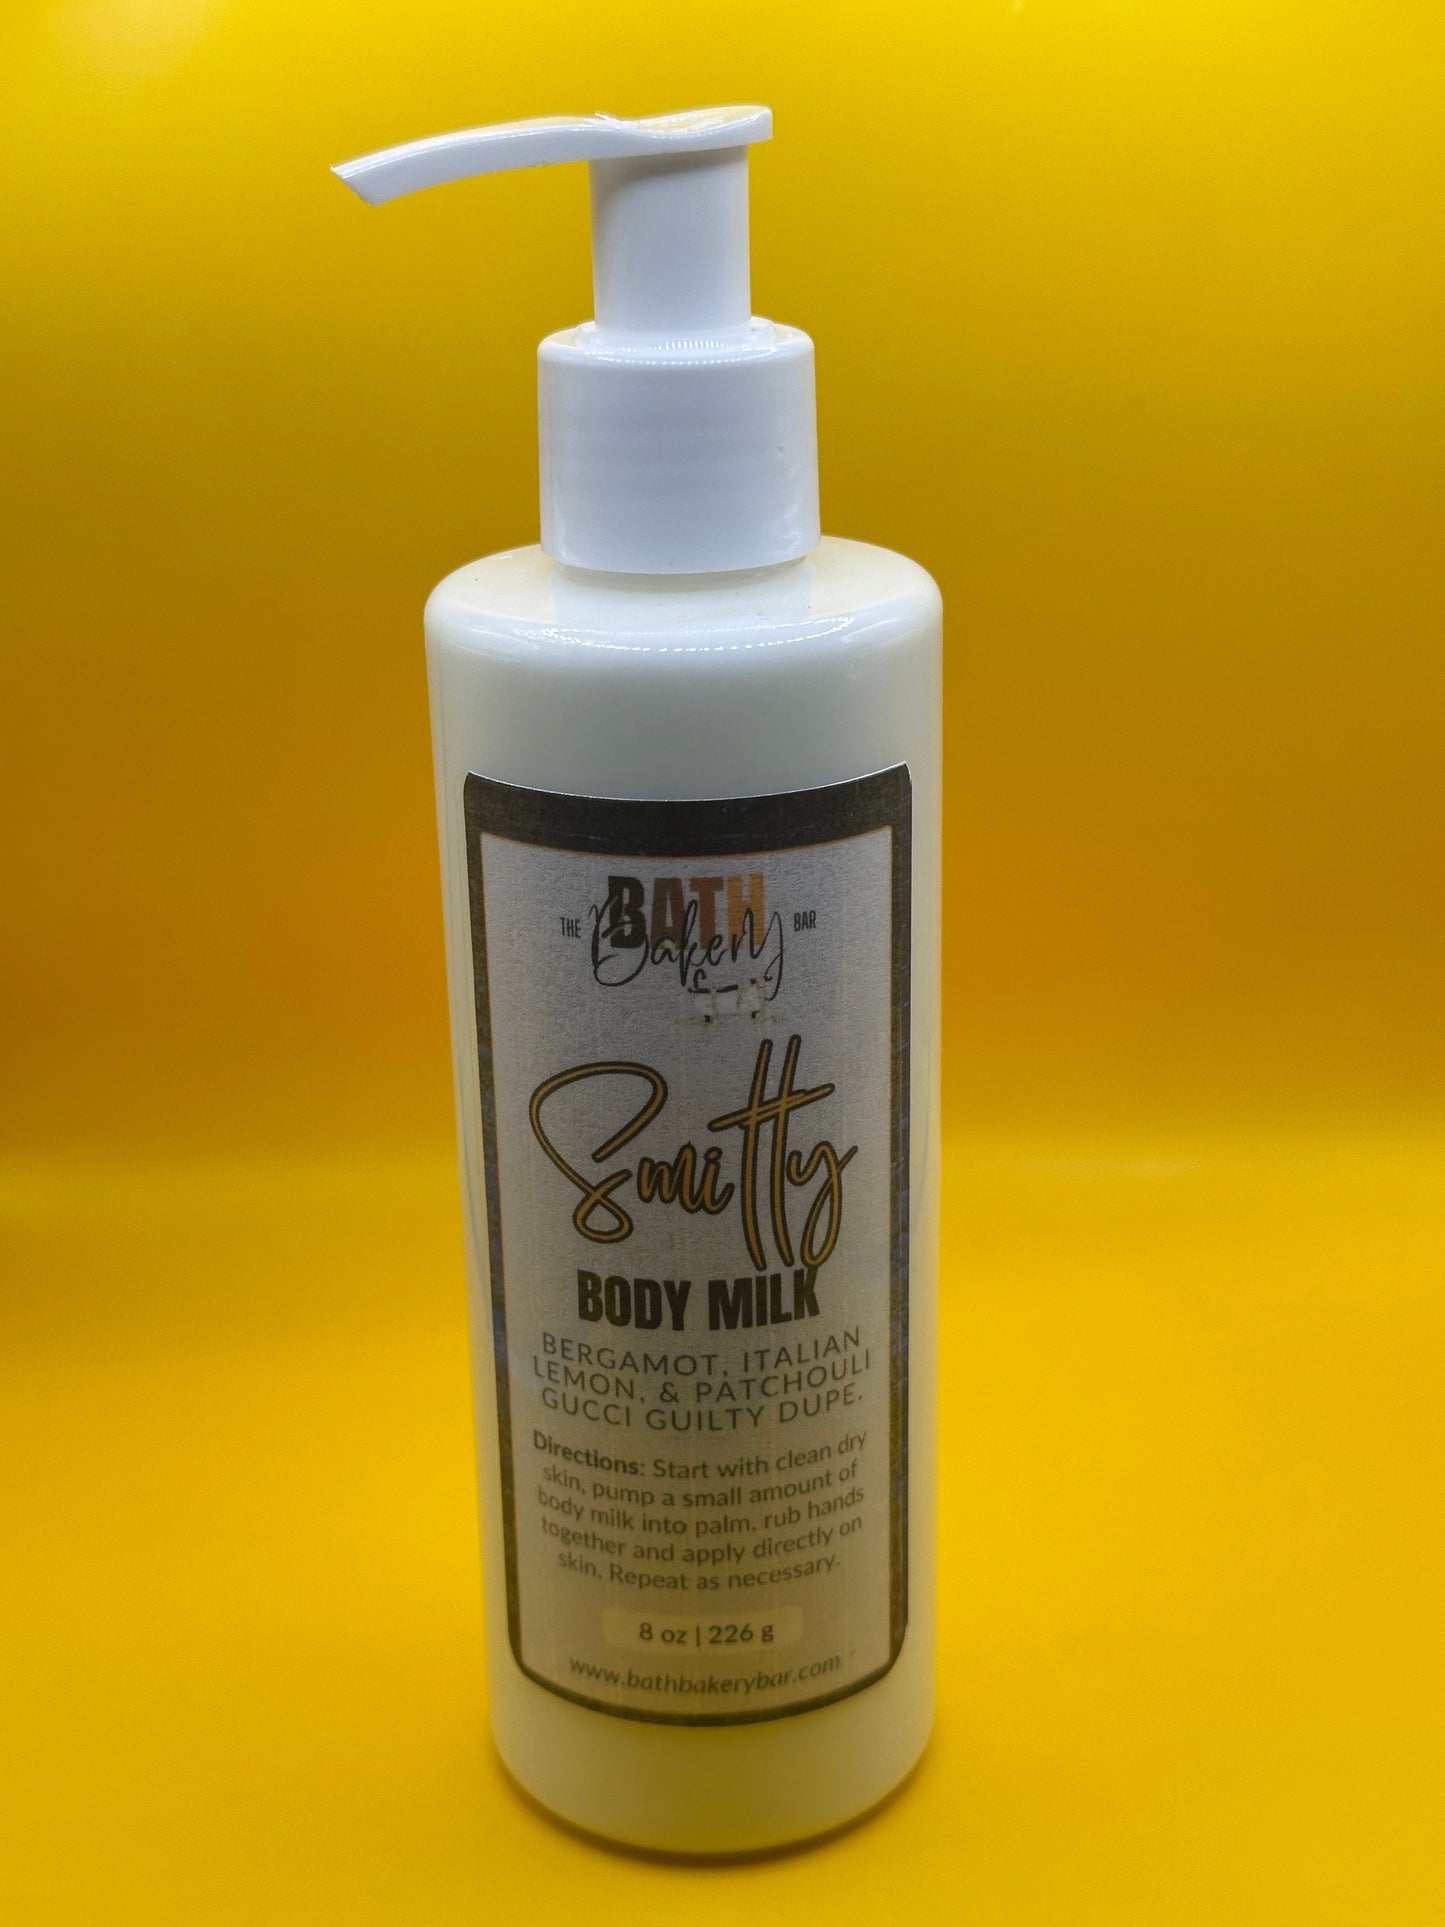 THE BATH BAR
Bakery
Smitty
BODY MILK
BERGAMOT, ITALIAN
LEMON, & PATCHOULI
GUCCI GUILTY DUPE.
Directions: Start with clean dry
skin, pump a small amount of
body milk into palm, rub hands
together and apply directly on
skin. Repeat as necessary.
8 oz | 226 g
www.bathbakerybar.com